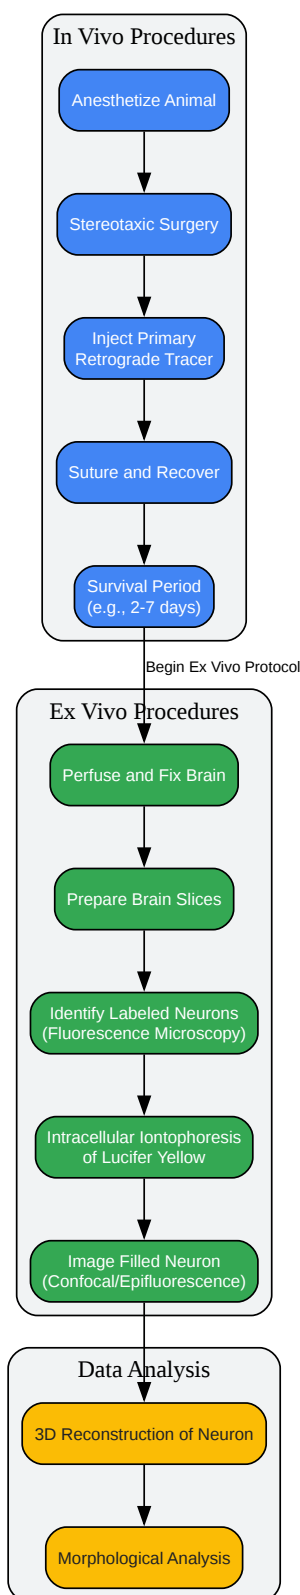 In Vivo Procedures
Anesthetize Animal
Stereotaxic Surgery
Inject Primary
Retrograde Tracer
Suture and Recover
Survival Period
(e.g., 2-7 days)
Begin Ex Vivo Protocol
Ex Vivo Procedures
Perfuse and Fix Brain
Prepare Brain Slices
Identify Labeled Neurons
(Fluorescence Microscopy)
Intracellular Iontophoresis
of Lucifer Yellow
Image Filled Neuron
(Confocal/Epifluorescence)
Data Analysis
3D Reconstruction of Neuron
Morphological Analysis